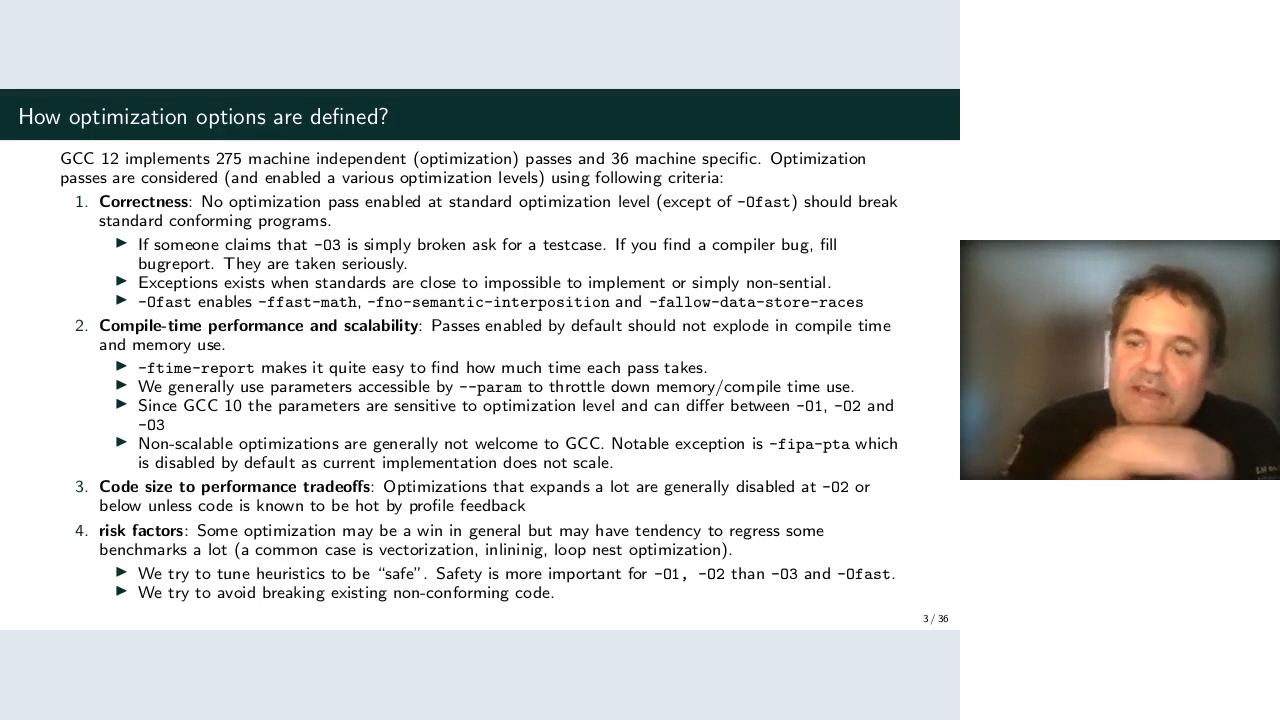 How optimization options are defined?
GCC 12 implements 275 machine independent (optimization) passes and 36 machine specific. Optimization
passes are considered (and enabled a various optimization levels) using following criteria:
1. Correctness: No optimization pass enabled at standard optimization level (except of -Ofast) should break
standard conforming programs.
▶ If someone claims that -O3 is simply broken ask for a testcase. If you find a compiler bug, fill
bugreport. They are taken seriously.
▶ Exceptions exists when standards are close to impossible to implement or simply non-sential.
▶ -Ofast enables -ffast-math, -fno-semantic-interposition and -fallow-data-store-races
2. Compile-time performance and scalability: Passes enabled by default should not explode in compile time
and memory use.
▶ -ftime-report makes it quite easy to find how much time each pass takes.
▶ We generally use parameters accessible by --param to throttle down memory/compile time use.
▶ Since GCC 10 the parameters are sensitive to optimization level and can differ between -O1, -O2 and
-O3
▶ Non-scalable optimizations are generally not welcome to GCC. Notable exception is -fipa-pta which
is disabled by default as current implementation does not scale.
3. Code size to performance tradeoffs: Optimizations that expands a lot are generally disabled at -O2 or
below unless code is known to be hot by profile feedback
4. risk factors: Some optimization may be a win in general but may have tendency to regress some
benchmarks a lot (a common case is vectorization, inlininig, loop nest optimization).
▶ We try to tune heuristics to be “safe”. Safety is more important for -O1, -O2 than -O3 and -Ofast.
▶ We try to avoid breaking existing non-conforming code.
3 / 36